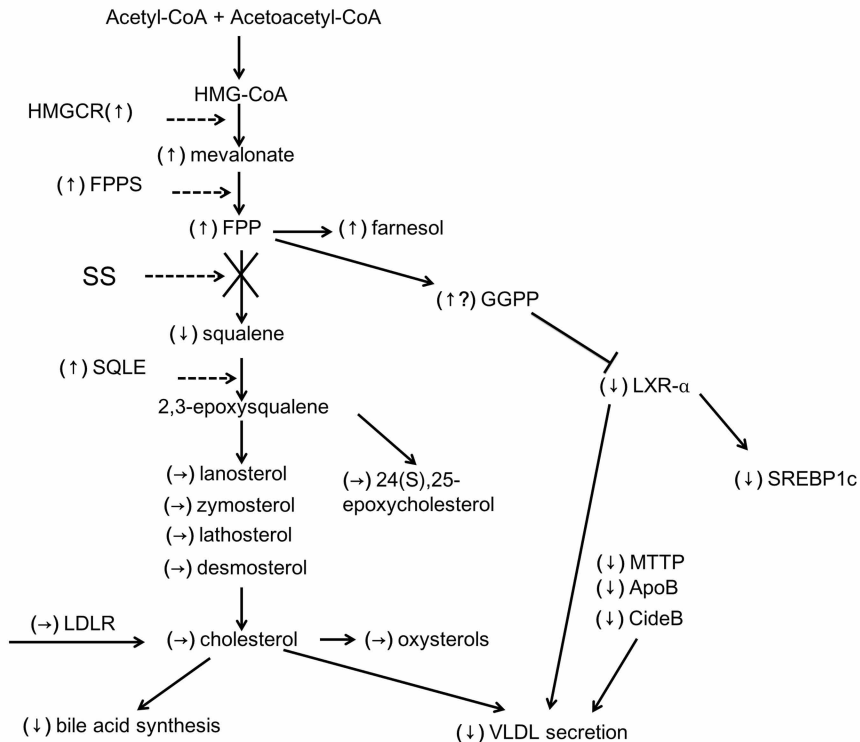 Acetyl-CoA + Acetoacetyl-CoA
HMG-CoA
HMGCR(↑)
(↑) mevalonate
(↑) FPPS
(↑) FPP
(↑) farnesol
SS
(↑?) GGPP
(↓) squalene
(↑) SQLE
(↓) LXR-α
2,3-epoxysqualene
(→) lanosterol
(→) 24(S),25-
epoxycholesterol
(↓) SREBP1c
(→) zymosterol
(→) lathosterol
(→) desmosterol
(↓) MTTP
(↓) ApoB
(↓) CideB
(→) LDLR
(→) cholesterol
(→) oxysterols
(↓) bile acid synthesis
(↓) VLDL secretion